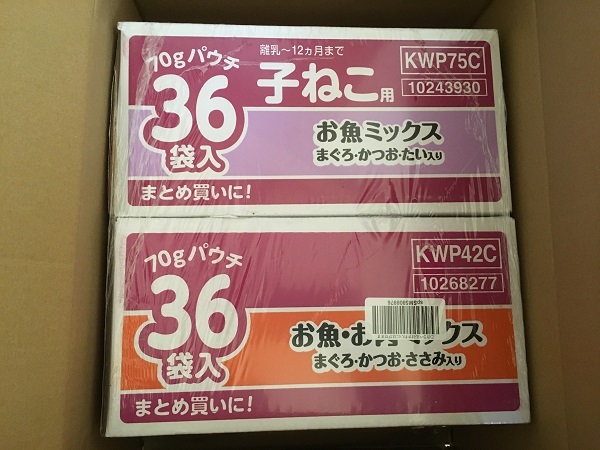 70gパウチ
36
袋入
まとめ買いに!
離乳~12ヵ月まで
子ねこ用
KWP75C
10243930
お魚ミックス
まぐろ・かつお・たい入り
70gパウチ
36
袋入
まとめ買いに!
KWP42C
10268277
お魚・お ックス
まぐろ・かつお・ささみ入り